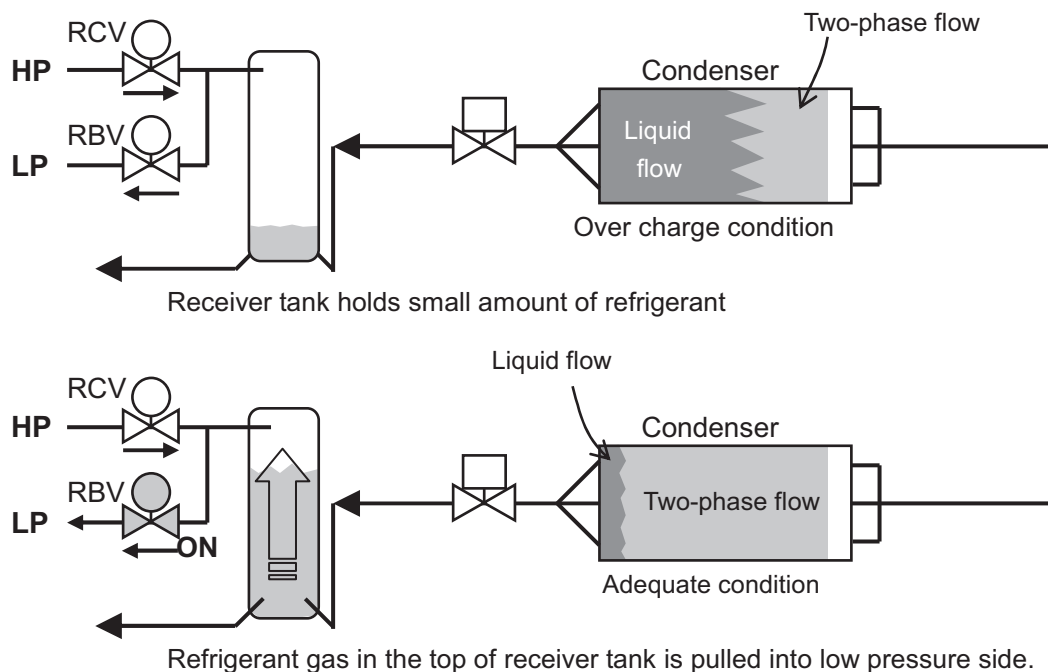 Two-phase flow
RCV
HP
Condenser
RBV
Liquid
flow
LP
Over charge condition
Receiver tank holds small amount of refrigerant
Liquid flow
RCV
HP
Condenser
RBV
Two-phase flow
LP
ON
Adequate condition
Refrigerant gas in the top of receiver tank is pulled into low pressure side.